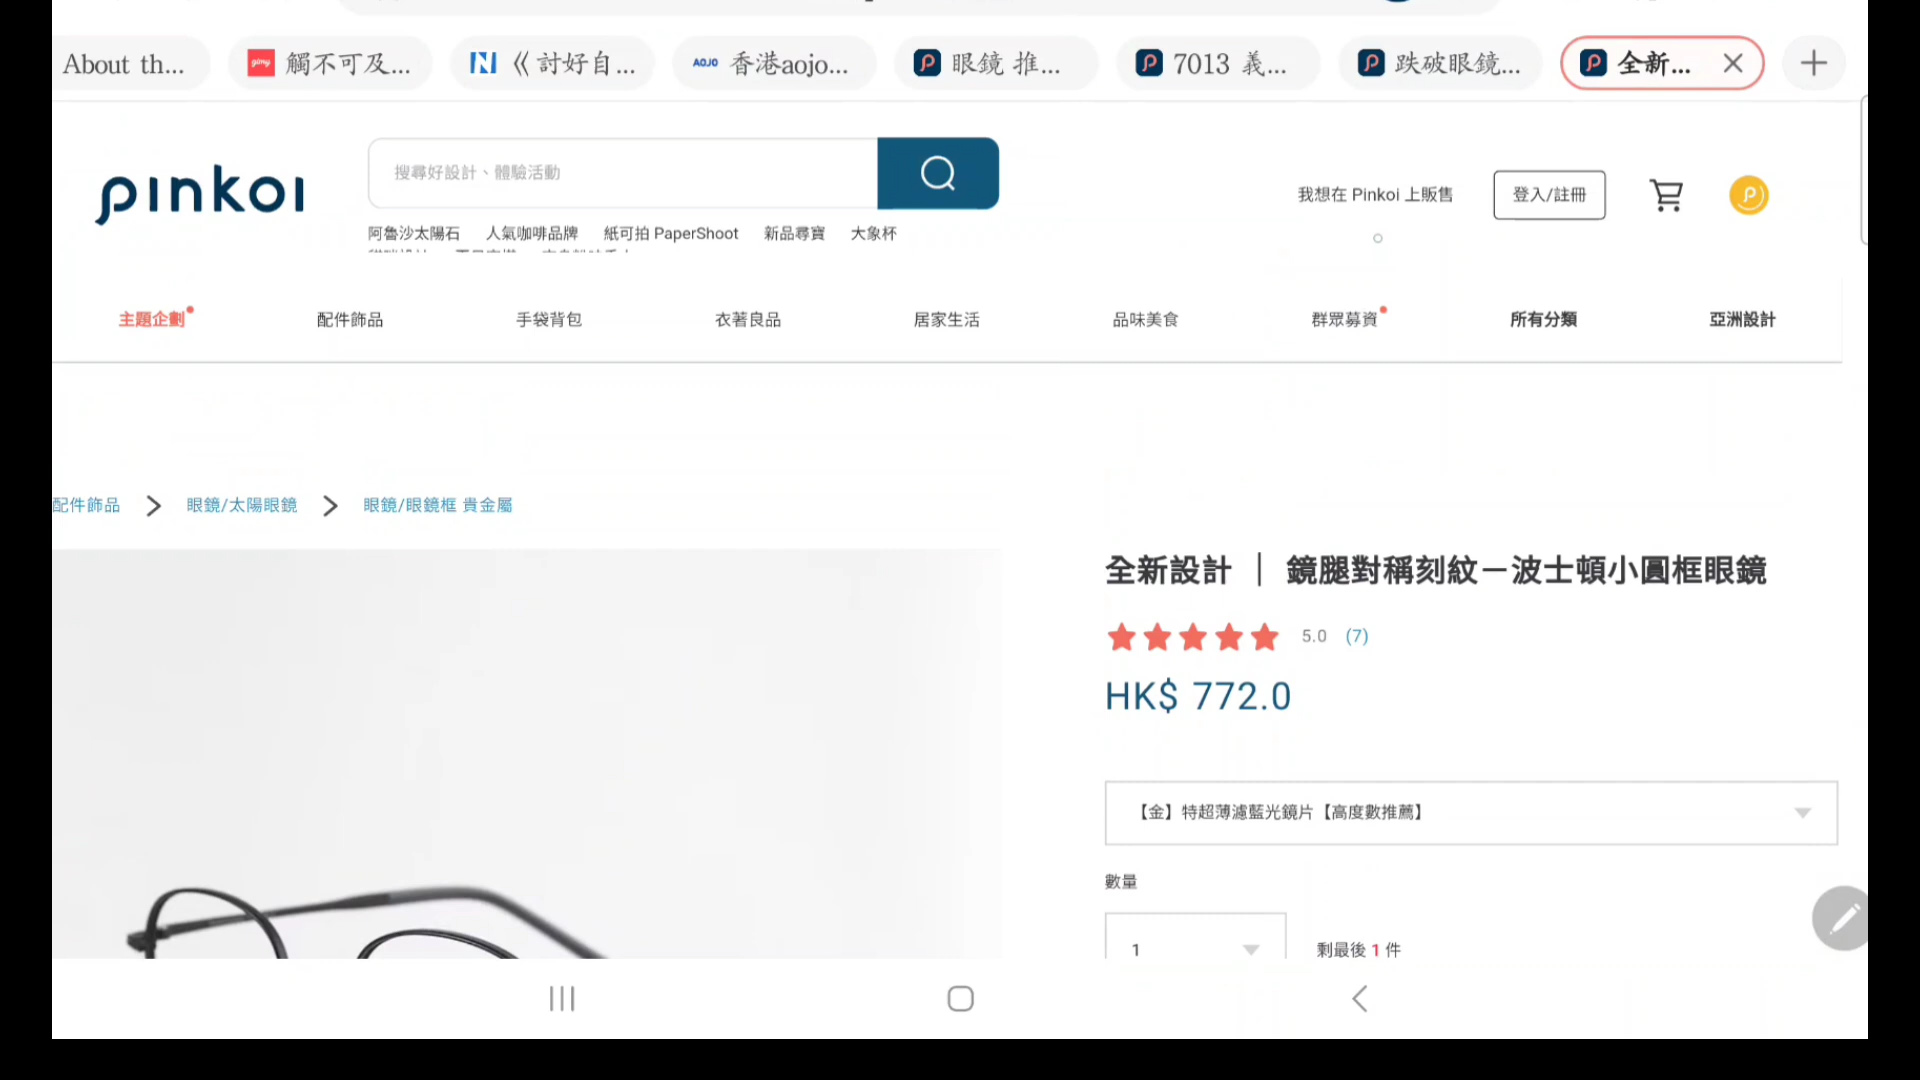 About th...
gony 觸不可及...
N 《討好自...
AOJO 香港aojo...
眼鏡 推...
7013 義...
跌破眼鏡...
全新...
pinkoi
搜尋好設計、體驗活動
我想在 Pinkoi 上販售
登入/註冊
阿魯沙太陽石 人氣咖啡品牌 紙可拍 PaperShoot 新品尋寶 大象杯
主題企劃 配件飾品 手袋背包 衣著良品 居家生活 品味美食 群眾募資 所有分類 亞洲設計
配件飾品 > 眼鏡/太陽眼鏡 > 眼鏡/眼鏡框 貴金屬
全新設計 │ 鏡腿對稱刻紋－波士頓小圓框眼鏡
5.0 (7)
HK$ 772.0
【金】特超薄濾藍光鏡片【高度數推薦】
數量
1
剩最後 1 件